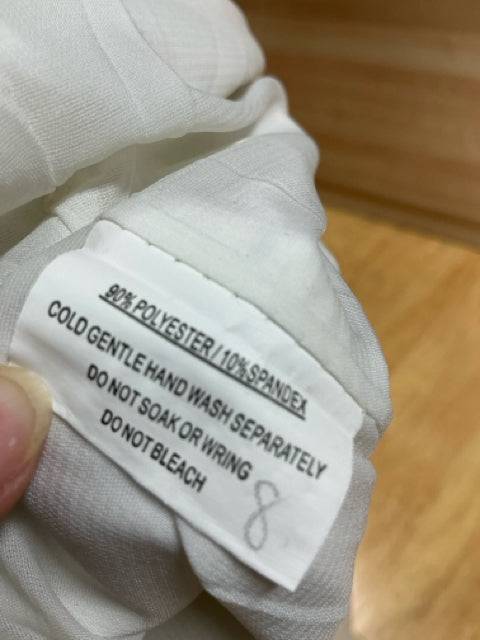 90% POLYESTER / 10%SPANDEX
COLD GENTLE HAND WASH SEPARATELY
DO NOT SOAK OR WRING
DO NOT BLEACH
8